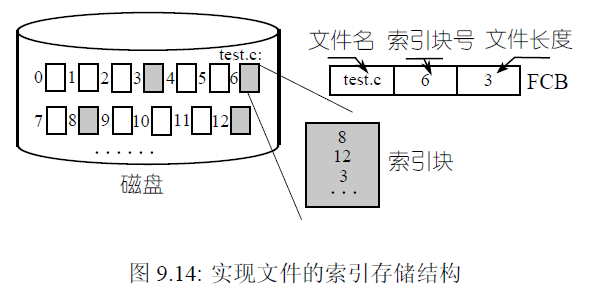 文件名 索引块号 文件长度
test.c 6 3 FCB
test.c:
0 1 2 3 4 5 6
7 8 9 10 11 12
......
磁盘
8
12
3
...
索引块
图 9.14: 实现文件的索引存储结构